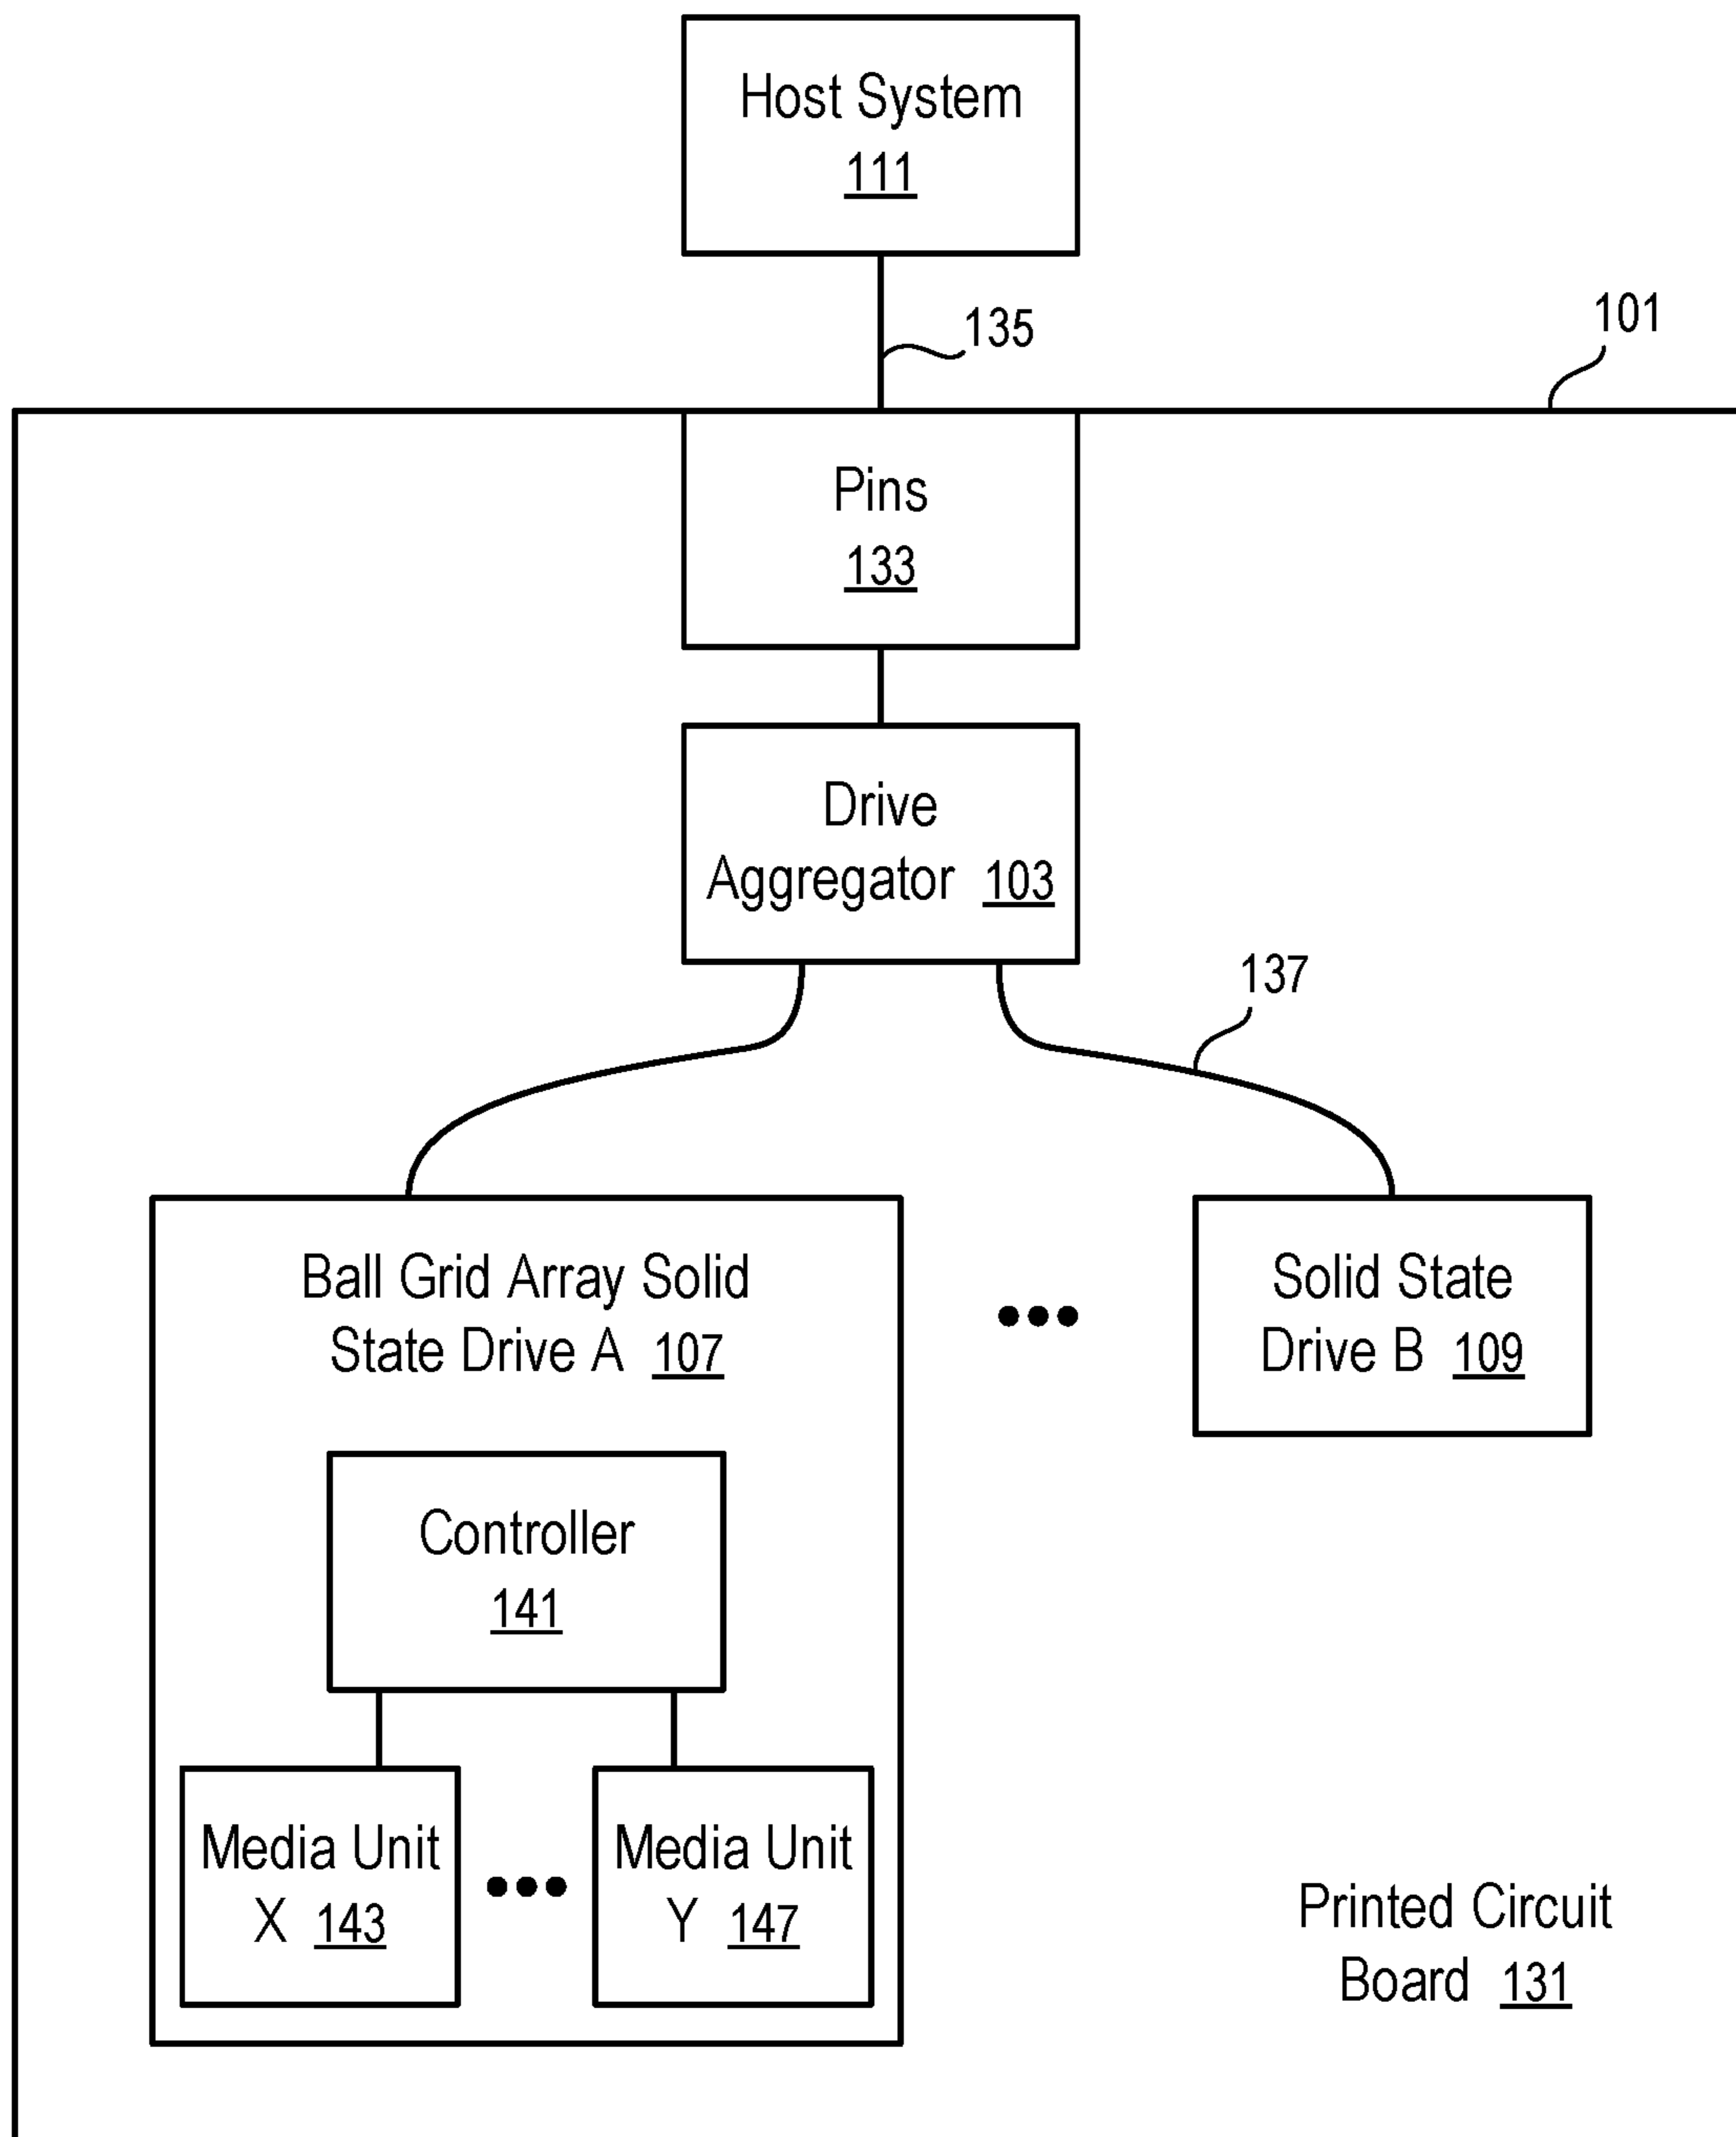 Host System
111
135
101
Pins
133
Drive
Aggregator 103
137
Ball Grid Array Solid
State Drive A 107
Solid State
Drive B 109
Controller
141
Media Unit
X 143
Media Unit
Y 147
Printed Circuit
Board 131